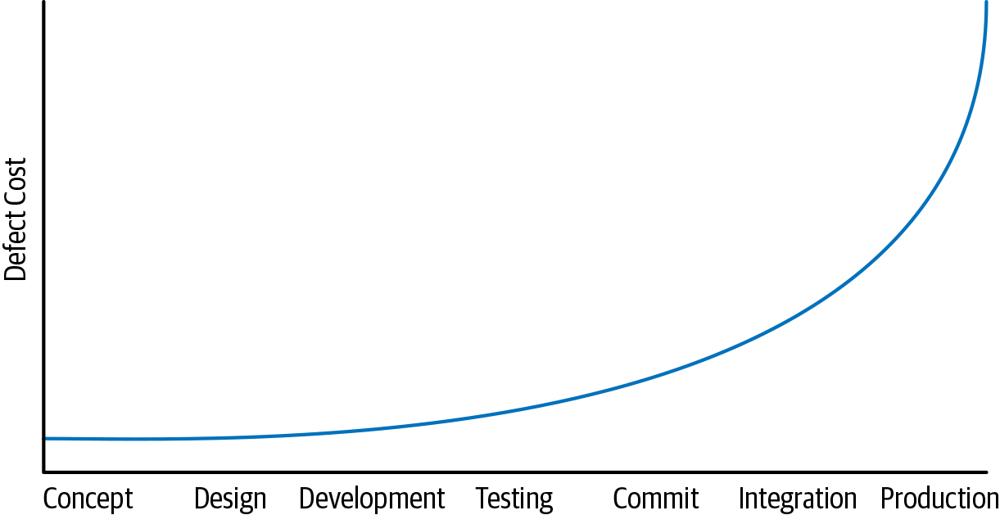 Defect Cost
Concept Design Development Testing Commit Integration Production